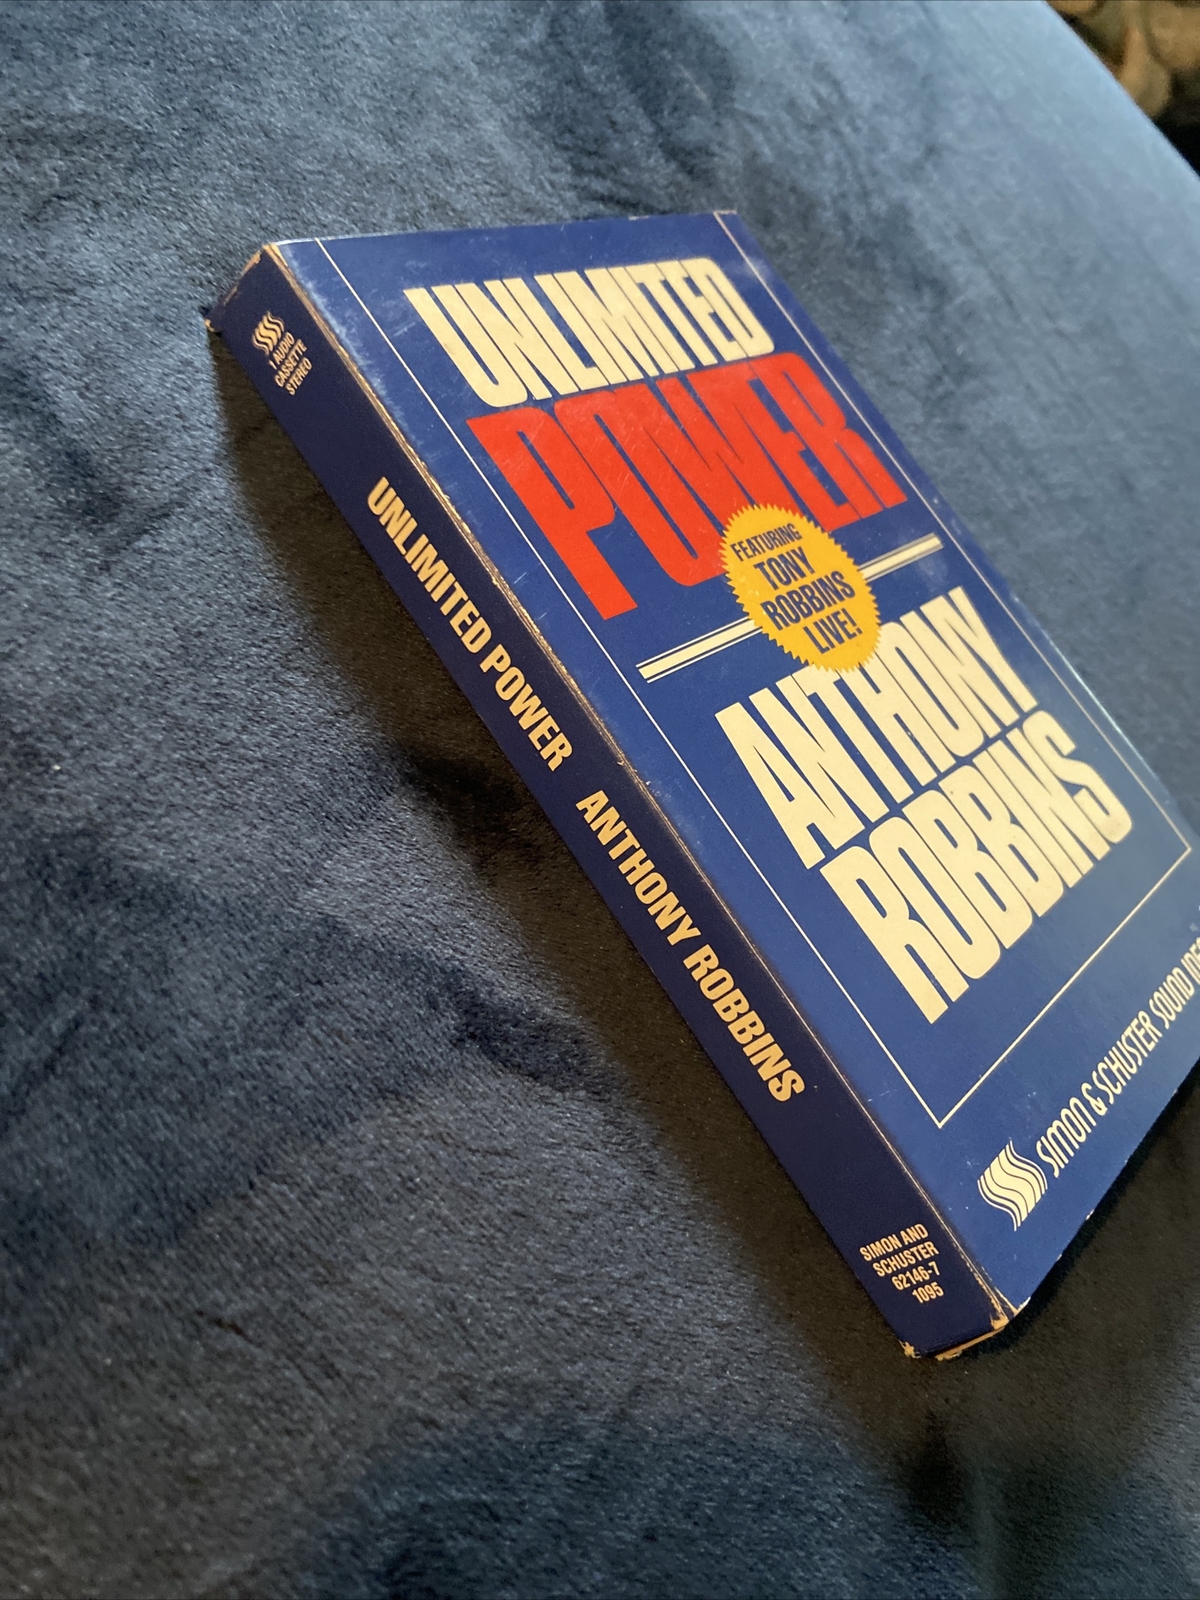 1 AUDIO
CASSETTE
STEREO
UNLIMITED POWER ANTHONY ROBBINS
SIMON AND
SCHUSTER
62146-7
1095
UNLIMITED
POWER
FEATURING
TONY
ROBBINS
LIVE!
ANTHONY
ROBBINS
SIMON & SCHUSTER SOUND